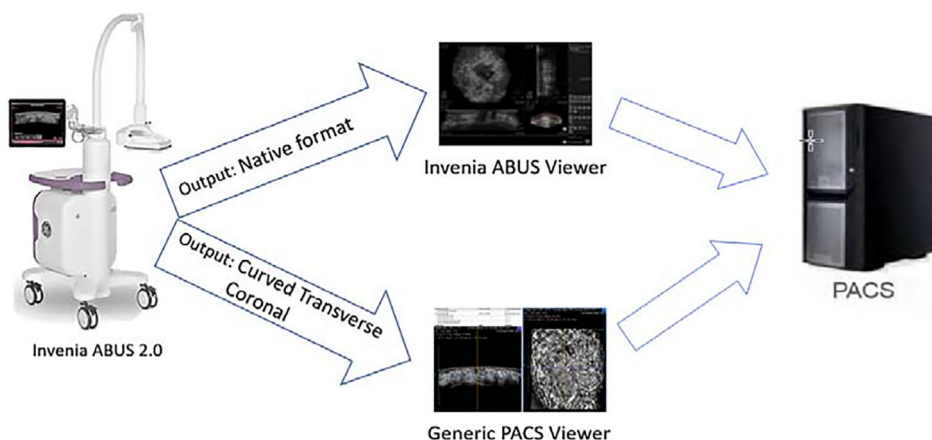 Output: Native format
Invenia ABUS Viewer
Output: Curved Transverse
Coronal
PACS
Invenia ABUS 2.0
Generic PACS Viewer